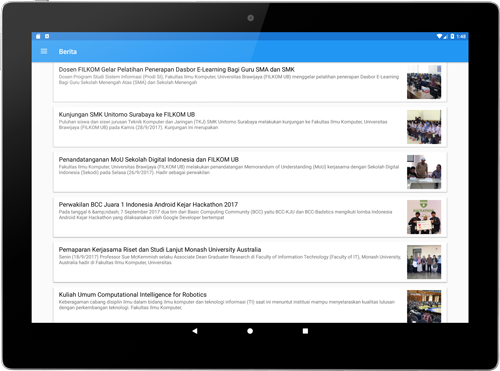 1:48
Berita
Dosen FILKOM Gelar Pelatihan Penerapan Dasbor E-Learning Bagi Guru SMA dan SMK
Dosen Program Studi Sistem Informasi (Prodi SI), Fakultas Ilmu Komputer, Universitas Brawijaya (FILKOM UB) menggelar pelatihan penerapan Dasbor E-Learning
Bagi Guru Sekolah Menengah Atas (SMA) dan Sekolah Menengah
Kunjungan SMK Unitomo Surabaya ke FILKOM UB
Puluhan siswa dan siswi jurusan Teknik Komputer dan Jaringan (TKJ) SMK Unitomo Surabaya melakukan kunjungan ke Fakultas Ilmu Komputer, Universitas
Brawijaya (FILKOM UB) pada Kamis (28/9/2017). Kunjungan ini merupakan
Penandatanganan MoU Sekolah Digital Indonesia dan FILKOM UB
Fakultas Ilmu Komputer, Universitas Brawijaya (FILKOM UB) melakukan penandatangan Memorandum of Understanding (MoU) kerjasama dengan Sekolah Digital
Indonesia (Sekodi) pada Selasa (26/9/2017). Hadir sebagai perwakilan
Perwakilan BCC Juara 1 Indonesia Android Kejar Hackathon 2017
Pada tanggal 6 &amp;ndash; 7 September 2017 dua tim dari Basic Computing Community (BCC) yaitu BCC-KJU dan BCC-Badstics mengikuti lomba Indonesia
Android Kejar Hackathon yang dilaksanakan oleh Google Developer bertempat
Pemaparan Kerjasama Riset dan Studi Lanjut Monash University Australia
Senin (18/9/2017) Professor Sue McKemmish selaku Associate Dean Graduate Research di Faculty of Information Technology (Faculty of IT), Monash University,
Australia hadir di Fakultas Ilmu Komputer, Universitas
Kuliah Umum Computational Intelligence for Robotics
Keberagaman cabang disiplin ilmu dalam bidang ilmu komputer dan teknologi informasi (TI) saat ini menuntut institusi mampu menyelaraskan kualitas lulusan
dengan perkembangan teknologi. Fakultas Ilmu Komputer,